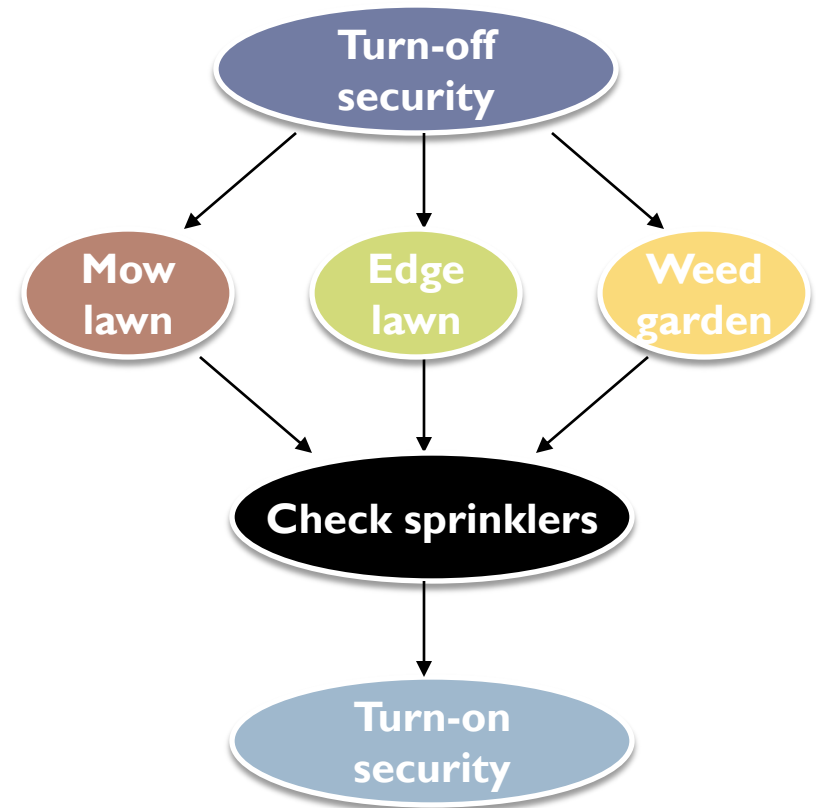 Turn-off
security
Mow
lawn
Edge
lawn
Weed
garden
Check sprinklers
Turn-on
security